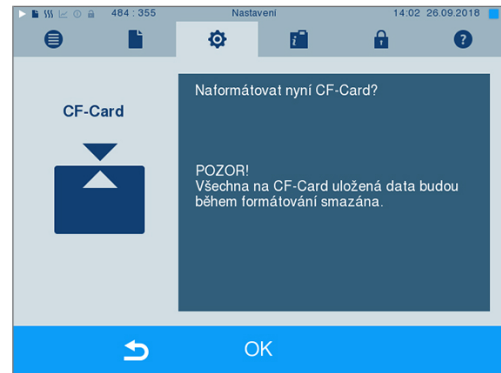 484 : 355 Nastavení 14:02 26.09.2018
CF-Card
Naformátovat nyní CF-Card?
POZOR!
Všechna na CF-Card uložená data budou
během formátování smazána.
OK